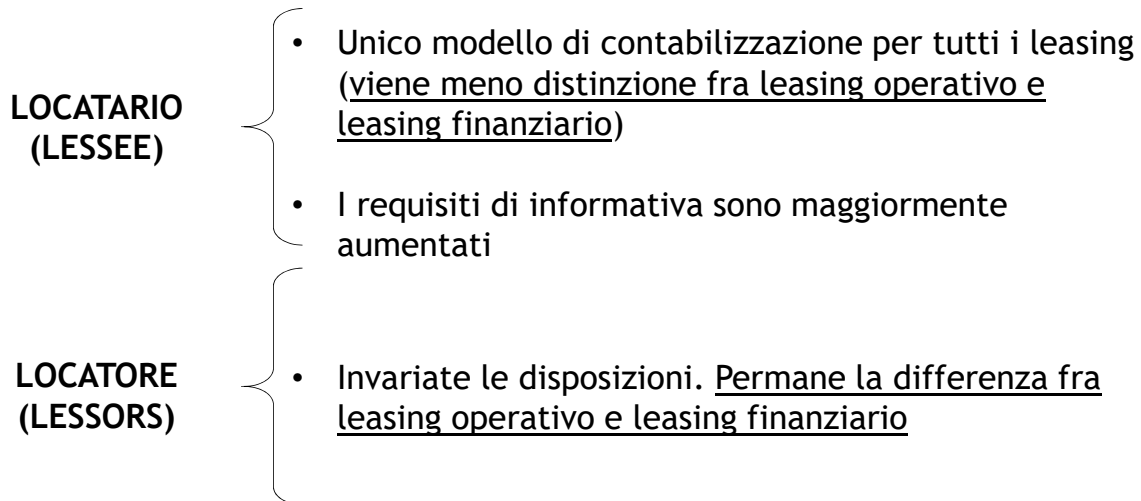 LOCATARIO
(LESSEE)
• Unico modello di contabilizzazione per tutti i leasing
(viene meno distinzione fra leasing operativo e
leasing finanziario)
• I requisiti di informativa sono maggiormente
aumentati
LOCATORE
(LESSORS)
• Invariate le disposizioni. Permane la differenza fra
leasing operativo e leasing finanziario